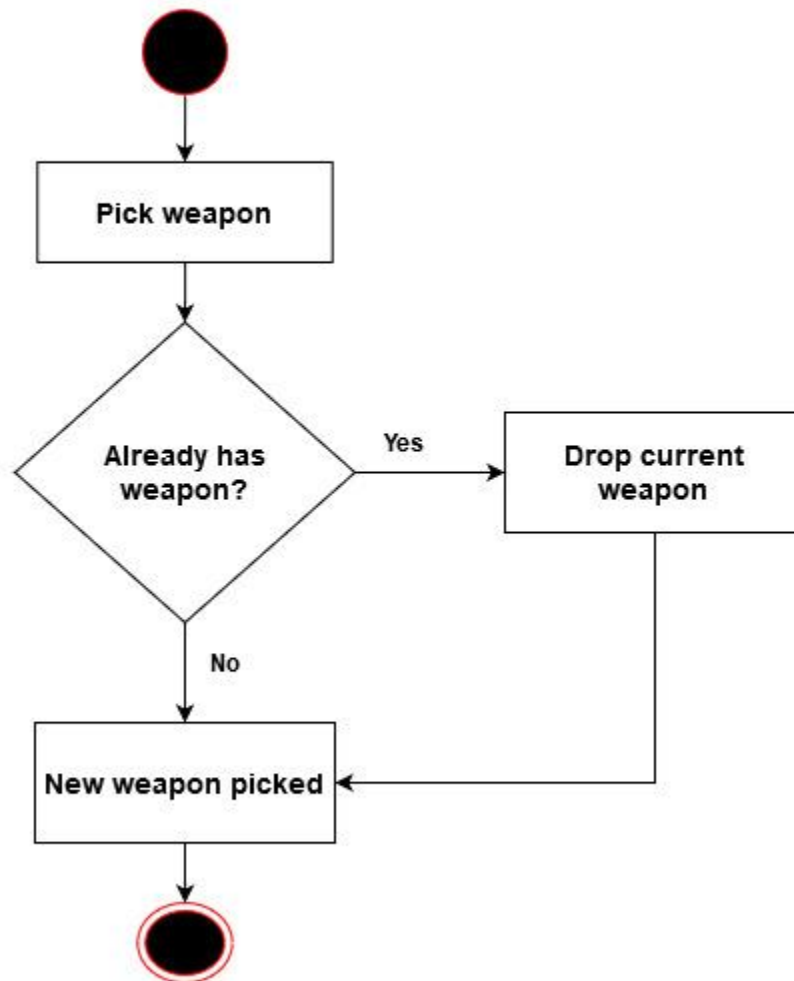 Pick weapon
Already has
weapon?
Yes
Drop current
weapon
No
New weapon picked